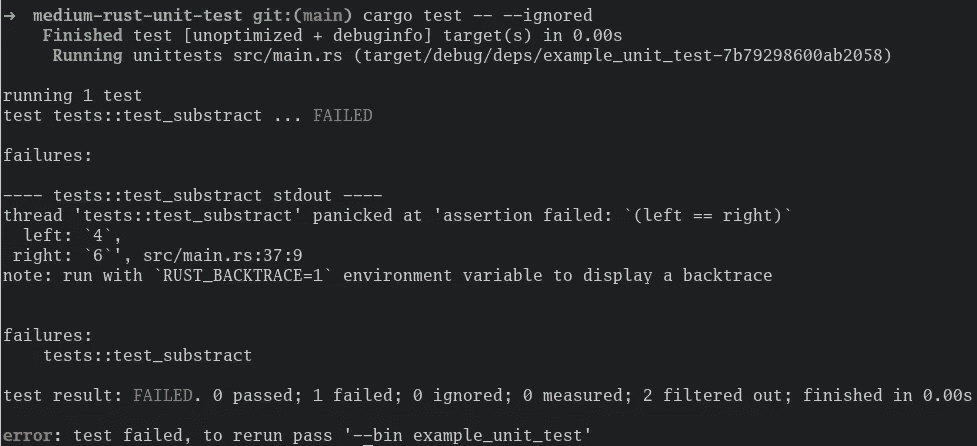 → medium-rust-unit-test git:(main) cargo test -- --ignored
    Finished test [unoptimized + debuginfo] target(s) in 0.00s
     Running unittests src/main.rs (target/debug/deps/example_unit_test-7b79298600ab2058)
running 1 test
test tests::test_substract ... FAILED
failures:
---- tests::test_substract stdout ----
thread 'tests::test_substract' panicked at 'assertion failed: `(left == right)`
  left: `4`,
 right: `6`', src/main.rs:37:9
note: run with `RUST_BACKTRACE=1` environment variable to display a backtrace
failures:
    tests::test_substract
test result: FAILED. 0 passed; 1 failed; 0 ignored; 0 measured; 2 filtered out; finished in 0.00s
error: test failed, to rerun pass '--bin example_unit_test'